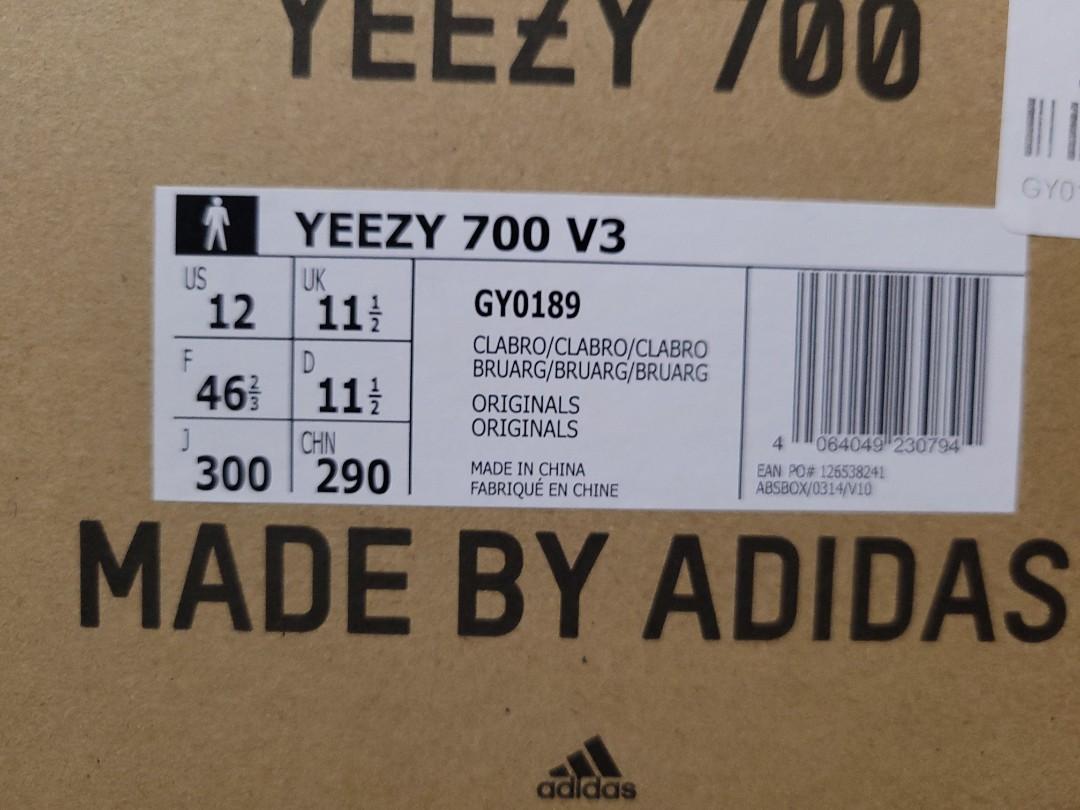 YEEZY 700
YEEZY 700 V3
US 12
UK 11 1/2
F 46 2/3
D 11 1/2
J 300
CHN 290
GY0189
CLABRO/CLABRO/CLABRO
BRUARG/BRUARG/BRUARG
ORIGINALS
ORIGINALS
MADE IN CHINA
FABRIQUÉ EN CHINE
4 064049 230794
EAN PO# 126538241
ABSBOX/0314/V10
MADE BY ADIDAS
adidas